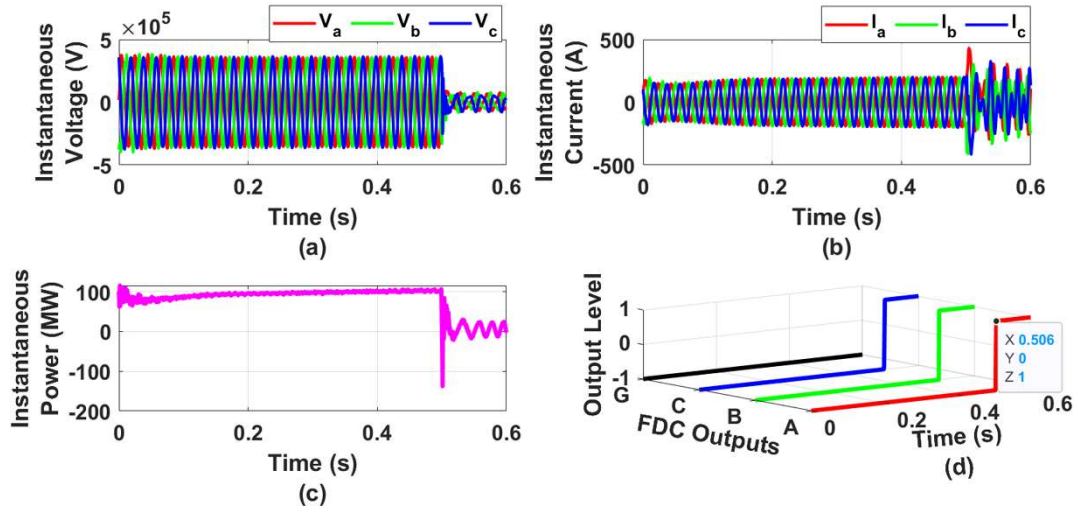 ×10⁵
V_a V_b V_c
Instantaneous
Voltage (V)
5
0
-5
0 0.2 0.4 0.6
Time (s)
(a)
I_a I_b I_c
Instantaneous
Current (A)
500
0
-500
0 0.2 0.4 0.6
Time (s)
(b)
Instantaneous
Power (MW)
100
0
-100
-200
0 0.2 0.4 0.6
Time (s)
(c)
Output Level
1
0
-1
G C B A
FDC Outputs
0 0.2 0.4 0.6
Time (s)
X 0.506
Y 0
Z 1
(d)